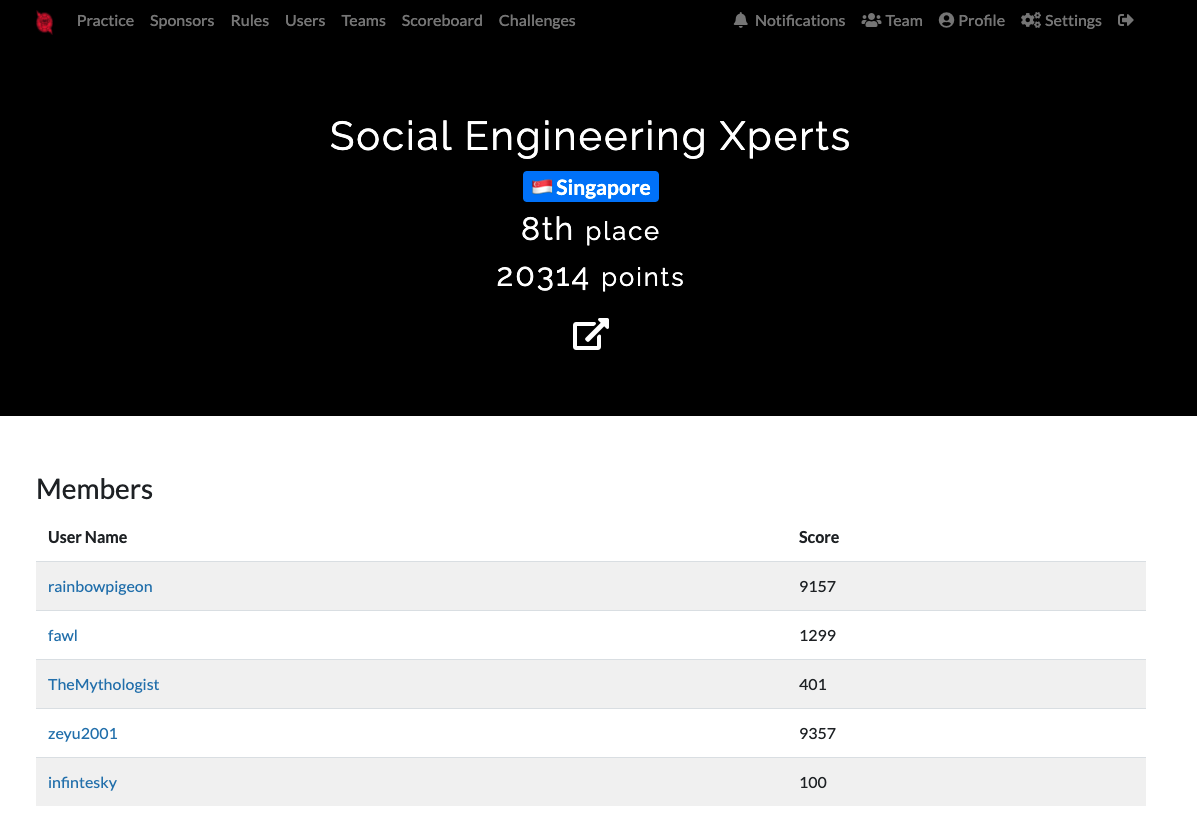 Practice Sponsors Rules Users Teams Scoreboard Challenges Notifications Team Profile Settings
Social Engineering Xperts
Singapore
8th place
20314 points
Members
User Name Score
rainbowpigeon 9157
fawl 1299
TheMythologist 401
zeyu2001 9357
infintesky 100